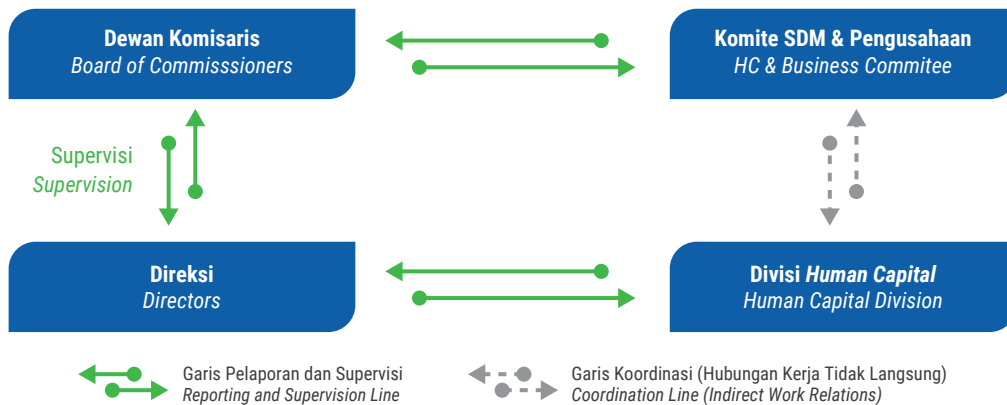 Dewan Komisaris
Board of Commisssioners
Komite SDM & Pengusahaan
HC & Business Commitee
Supervisi
Supervision
Direksi
Directors
Divisi Human Capital
Human Capital Division
Garis Pelaporan dan Supervisi
Reporting and Supervision Line
Garis Koordinasi (Hubungan Kerja Tidak Langsung)
Coordination Line (Indirect Work Relations)